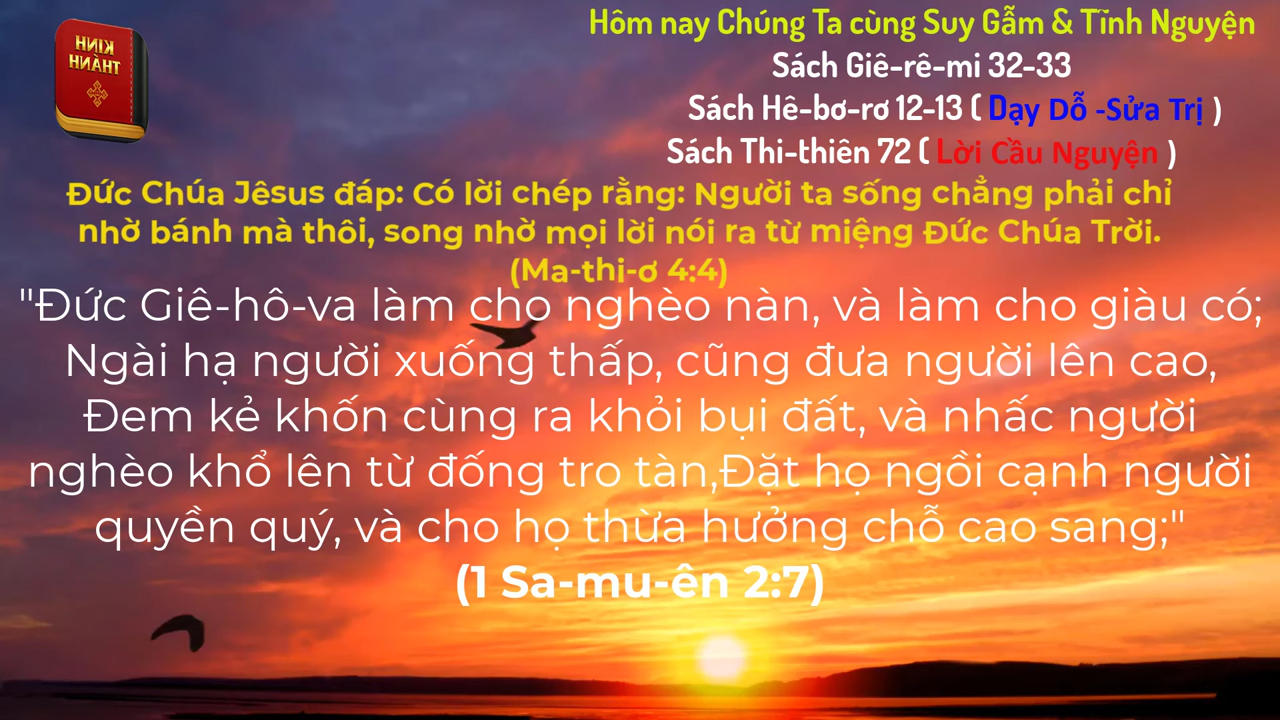 KINH
THÀNH
Hôm nay Chúng Ta cùng Suy Gẫm & Tĩnh Nguyện
Sách Giê-rê-mi 32-33
Sách Hê-bơ-rơ 12-13 ( Dạy Dỗ -Sửa Trị )
Sách Thi-thiên 72 ( Lời Cầu Nguyện )
Đức Chúa Jêsus đáp: Có lời chép rằng: Người ta sống chẳng phải chỉ
nhờ bánh mà thôi, song nhờ mọi lời nói ra từ miệng Đức Chúa Trời.
(Ma-thi-ơ 4:4)
"Đức Giê-hô-va làm cho nghèo nàn, và làm cho giàu có;
Ngài hạ người xuống thấp, cũng đưa người lên cao,
Đem kẻ khốn cùng ra khỏi bụi đất, và nhấc người
nghèo khổ lên từ đống tro tàn,Đặt họ ngồi cạnh người
quyền quý, và cho họ thừa hưởng chỗ cao sang;"
(1 Sa-mu-ên 2:7)